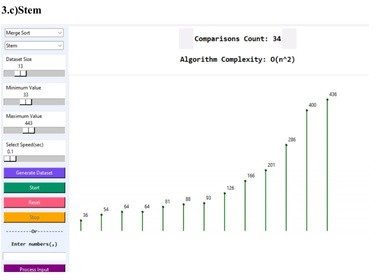 3.c)Stem
Merge Sort
Stem
Dataset Size
13
Minimum Value
33
Maximum Value
443
Select Speed(sec)
0.1
Generate Dataset
Start
Reset
Stop
--------Or--------
Enter numbers(,)
Process Input
Comparisons Count: 34
Algorithm Complexity: O(n^2)
36
54
64
64
81
88
93
126
166
201
286
400
436